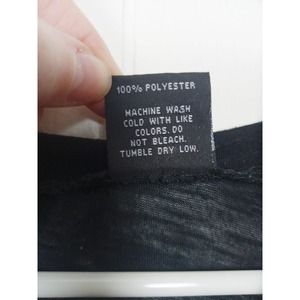 100% POLYESTER
MACHINE WASH
COLD WITH LIKE
COLORS. DO
NOT BLEACH.
TUMBLE DRY LOW.